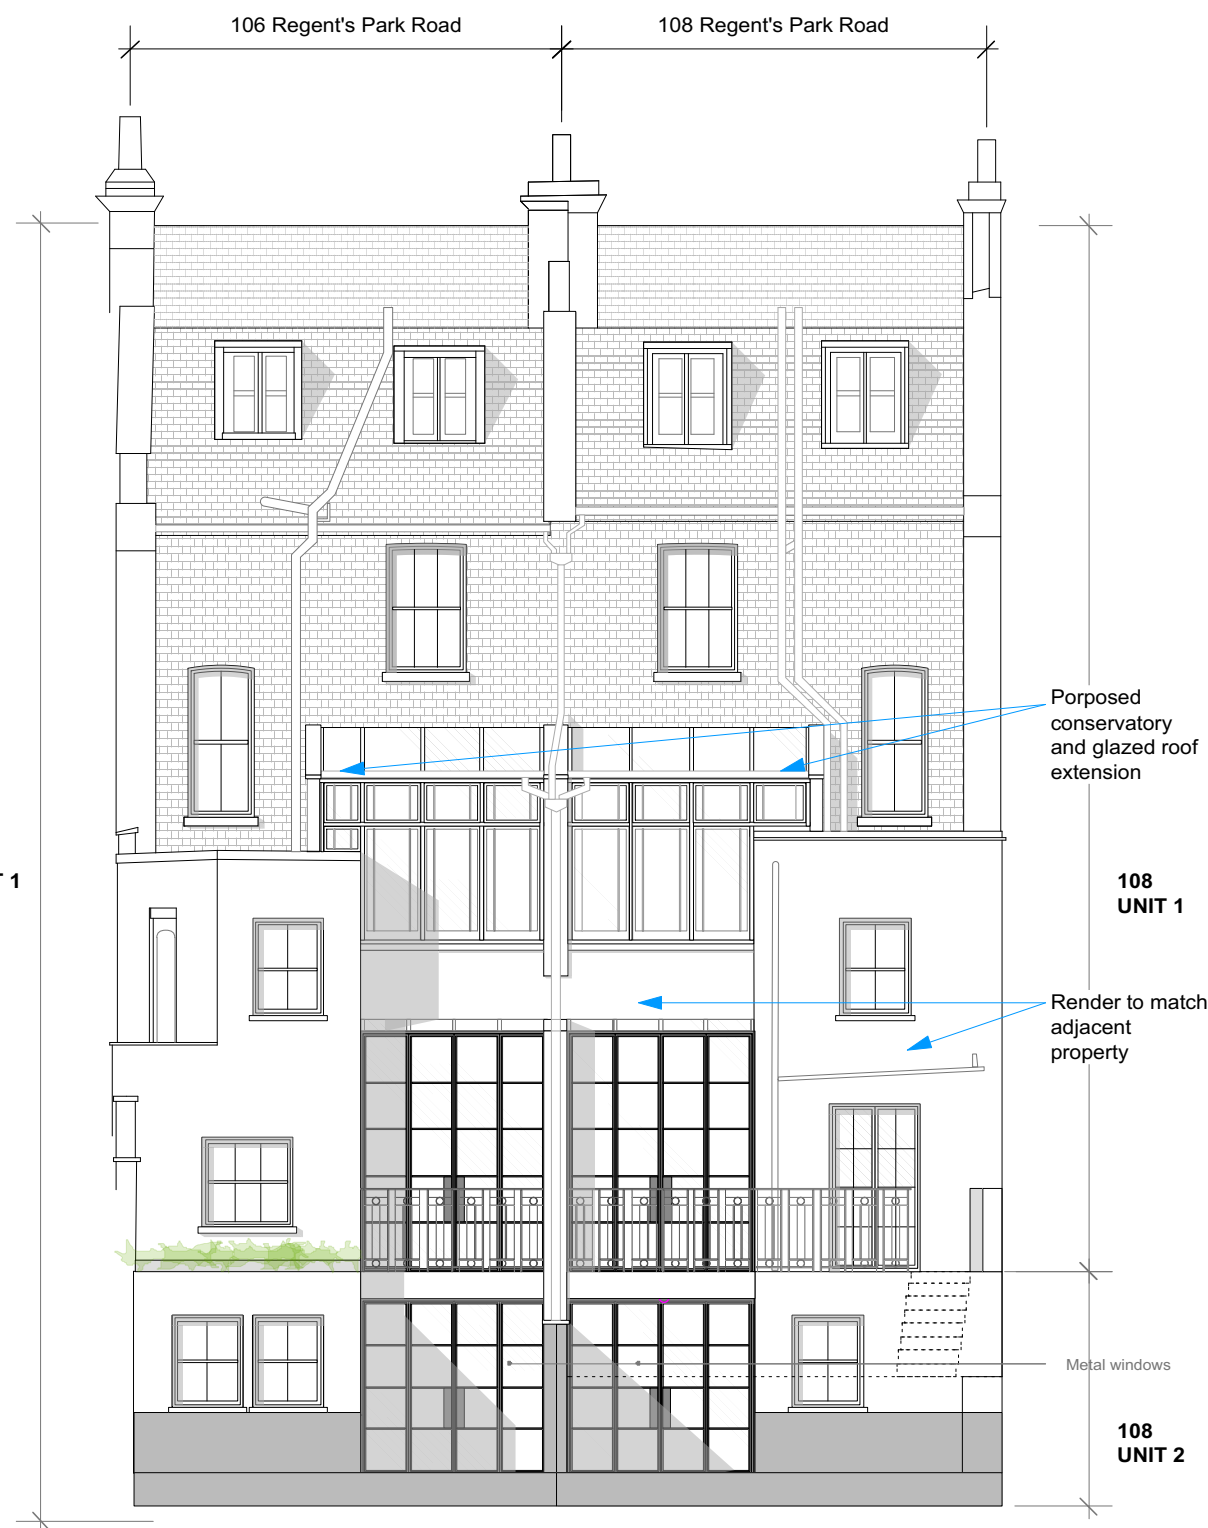 106 Regent's Park Road
108 Regent's Park Road
Porposed
conservatory
and glazed roof
extension
1
108
UNIT 1
Render to match
adjacent
property
Metal windows
108
UNIT 2